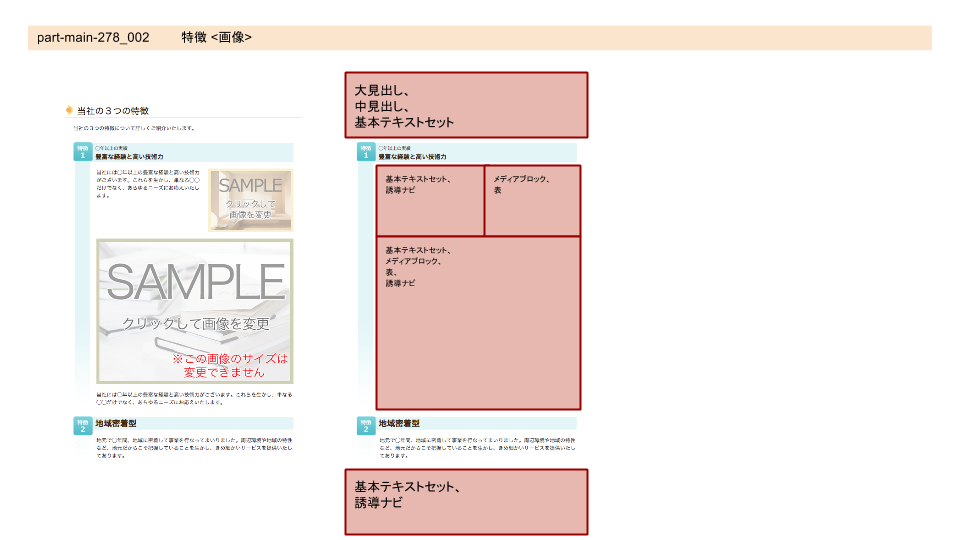 part-main-278_002 特徴 <画像>
当社の３つの特徴
当社の３つの特徴について詳しくご紹介いたします。
特徴
1
〇年以上の実績
豊富な経験と高い技術力
当社には〇年以上の豊富な経験と高い技術力
がございます。これらを生かし、単なる〇〇
だけでなく、あらゆるニーズにお応えいたし
ます。
SAMPLE
クリックして
画像を変更
SAMPLE
クリックして画像を変更
※この画像のサイズは
変更できません
当社には〇年以上の豊富な経験と高い技術力がございます。これらを生かし、単なる
〇〇だけでなく、あらゆるニーズにお応えいたします。
特徴
2
地域密着型
地元で〇年間、地域に密着して事業を行なってまいりました。周辺環境や地域の特性
など、地元だからこそ把握していることを生かし、きめ細かいサービスを提供いたし
ております。
大見出し、
中見出し、
基本テキストセット
特徴
1
〇年以上の実績
豊富な経験と高い技術力
基本テキストセット、
誘導ナビ
メディアブロック、
表
基本テキストセット、
メディアブロック、
表、
誘導ナビ
特徴
2
地域密着型
地元で〇年間、地域に密着して事業を行なってまいりました。周辺環境や地域の特性
など、地元だからこそ把握していることを生かし、きめ細かいサービスを提供いたし
ております。
基本テキストセット、
誘導ナビ